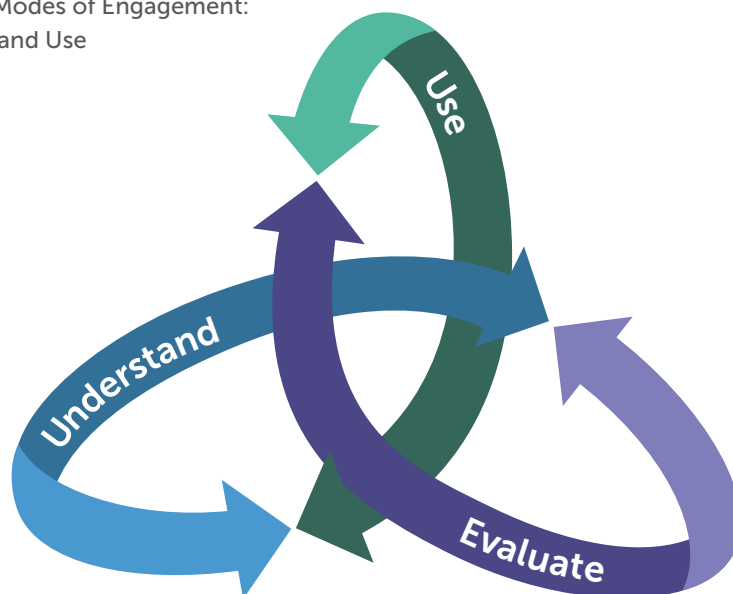 Modes of Engagement:
and Use
Use
Understand
Evaluate